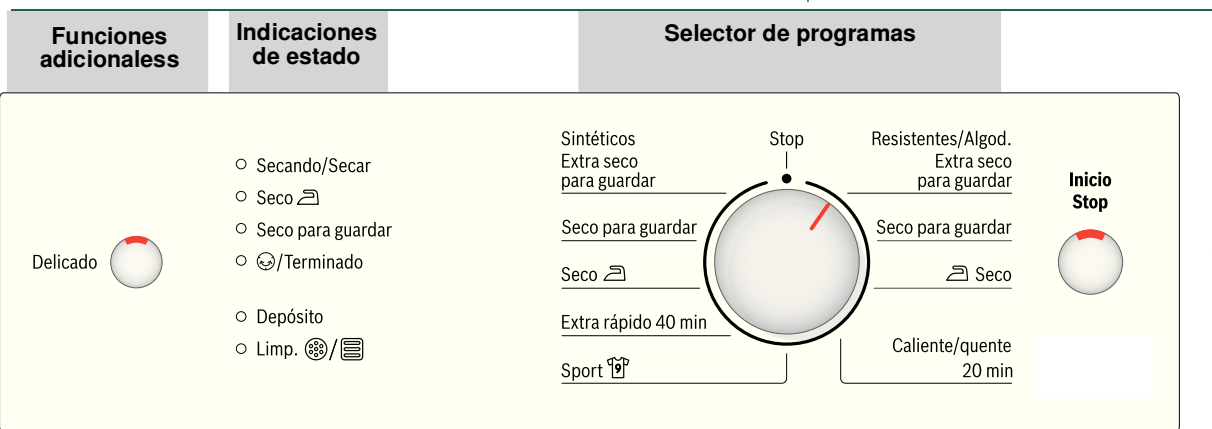 Funciones
adicionaless
Indicaciones
de estado
Selector de programas
Delicado
Secando/Secar
Seco
Seco para guardar
/Terminado
Depósito
Limp. /
Sintéticos
Extra seco
para guardar
Seco para guardar
Seco
Extra rápido 40 min
Sport 9
Stop
Resistentes/Algod.
Extra seco
para guardar
Seco para guardar
Seco
Caliente/quente
20 min
Inicio
Stop